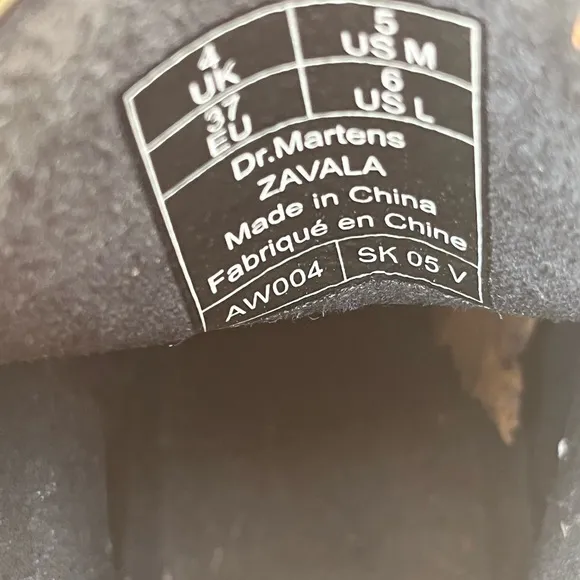 4 UK 5 US M
37 EU 6 US L
Dr.Martens
ZAVALA
Made in China
Fabriqué en Chine
AW004 SK 05 V